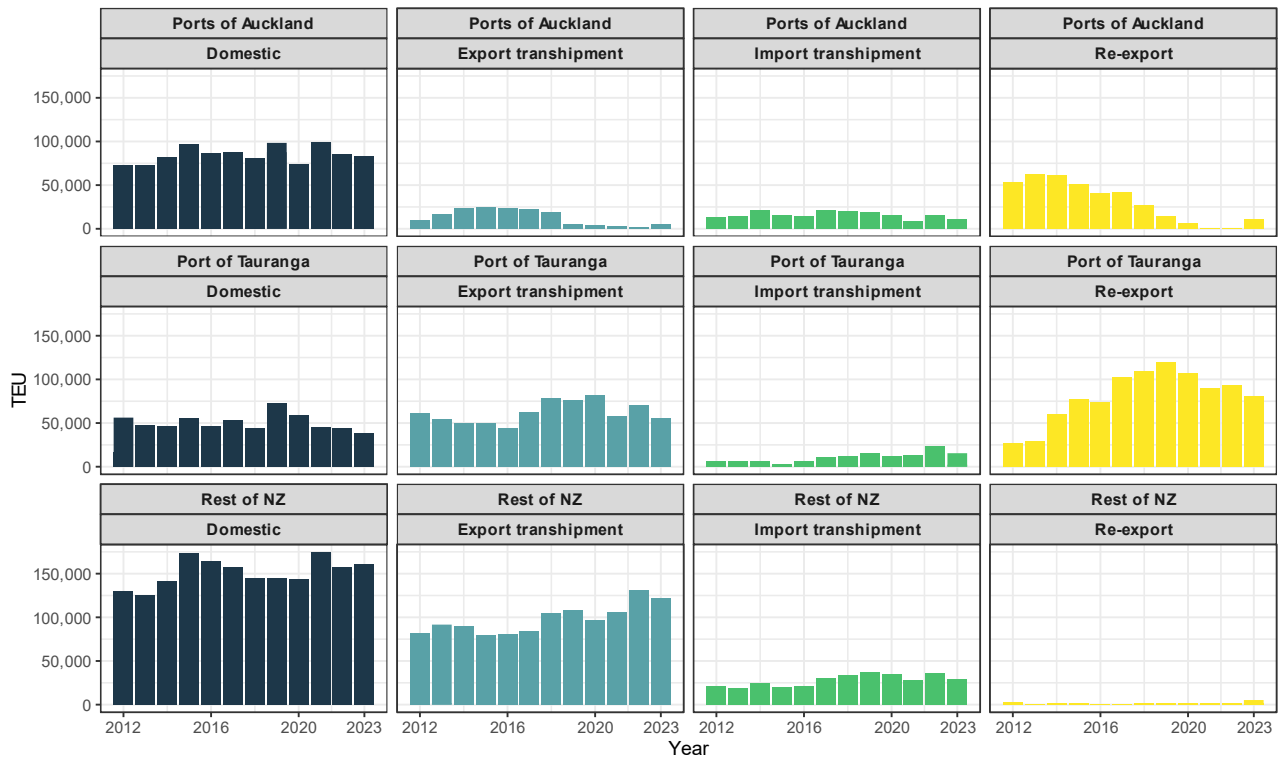 Ports of Auckland Ports of Auckland Ports of Auckland Ports of Auckland
Domestic Export transhipment Import transhipment Re-export
150,000
100,000
50,000
0
Port of Tauranga Port of Tauranga Port of Tauranga Port of Tauranga
Domestic Export transhipment Import transhipment Re-export
150,000
100,000
50,000
0
TEU
Rest of NZ Rest of NZ Rest of NZ Rest of NZ
Domestic Export transhipment Import transhipment Re-export
150,000
100,000
50,000
0
2012 2016 2020 2023 2012 2016 2020 2023 2012 2016 2020 2023 2012 2016 2020 2023
Year